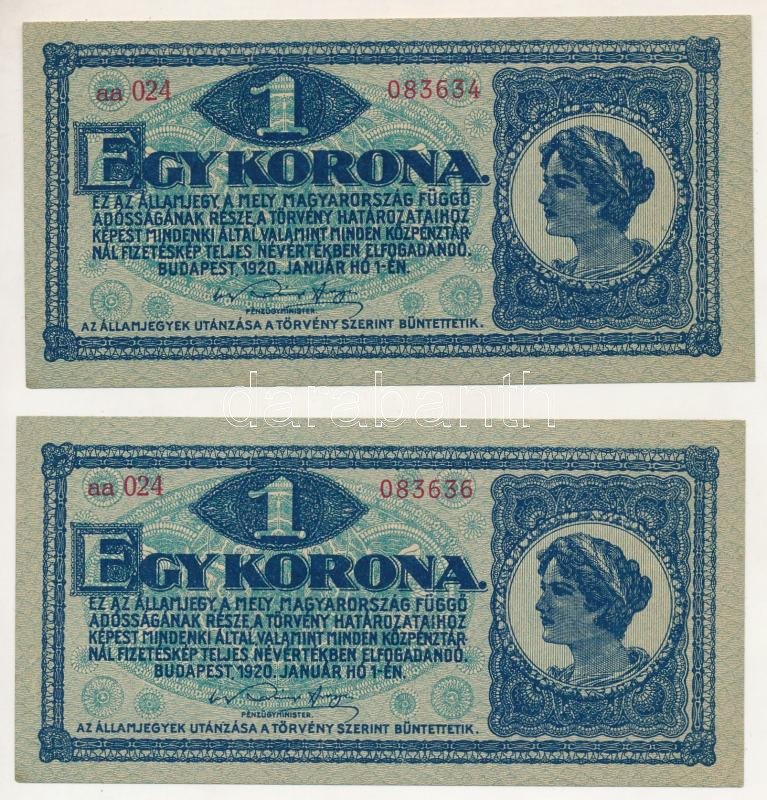 aa 024
1
083634
EGY KORONA.
EZ AZ ÁLLAMJEGY, A MELY MAGYARORSZÁG FÜGGŐ
ADÓSSÁGÁNAK RÉSZE, A TÖRVÉNY HATÁROZATAIHOZ
KÉPEST MINDENKI ÁLTAL VALAMINT MINDEN KÖZPÉNZTÁR-
NÁL FIZETÉSKÉP TELJES NÉVÉRTÉKBEN ELFOGADANDÓ.
BUDAPEST, 1920. JANUÁR HÓ 1-ÉN.
PÉNZÜGYMINISTER.
AZ ÁLLAMJEGYEK UTÁNZÁSA A TÖRVÉNY SZERINT BÜNTETTETIK.
darabanth
aa 024
1
083636
EGY KORONA.
EZ AZ ÁLLAMJEGY, A MELY MAGYARORSZÁG FÜGGŐ
ADÓSSÁGÁNAK RÉSZE, A TÖRVÉNY HATÁROZATAIHOZ
KÉPEST MINDENKI ÁLTAL VALAMINT MINDEN KÖZPÉNZTÁR-
NÁL FIZETÉSKÉP TELJES NÉVÉRTÉKBEN ELFOGADANDÓ.
BUDAPEST, 1920. JANUÁR HÓ 1-ÉN.
PÉNZÜGYMINISTER.
AZ ÁLLAMJEGYEK UTÁNZÁSA A TÖRVÉNY SZERINT BÜNTETTETIK.